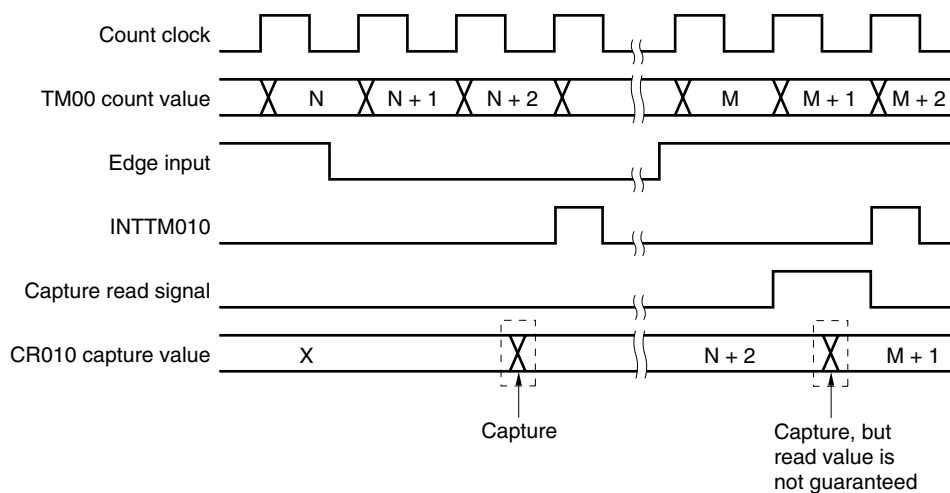 Count clock
TM00 count value
N
N + 1
N + 2
M
M + 1
M + 2
Edge input
INTTM010
Capture read signal
CR010 capture value
X
N + 2
M + 1
Capture
Capture, but
read value is
not guaranteed